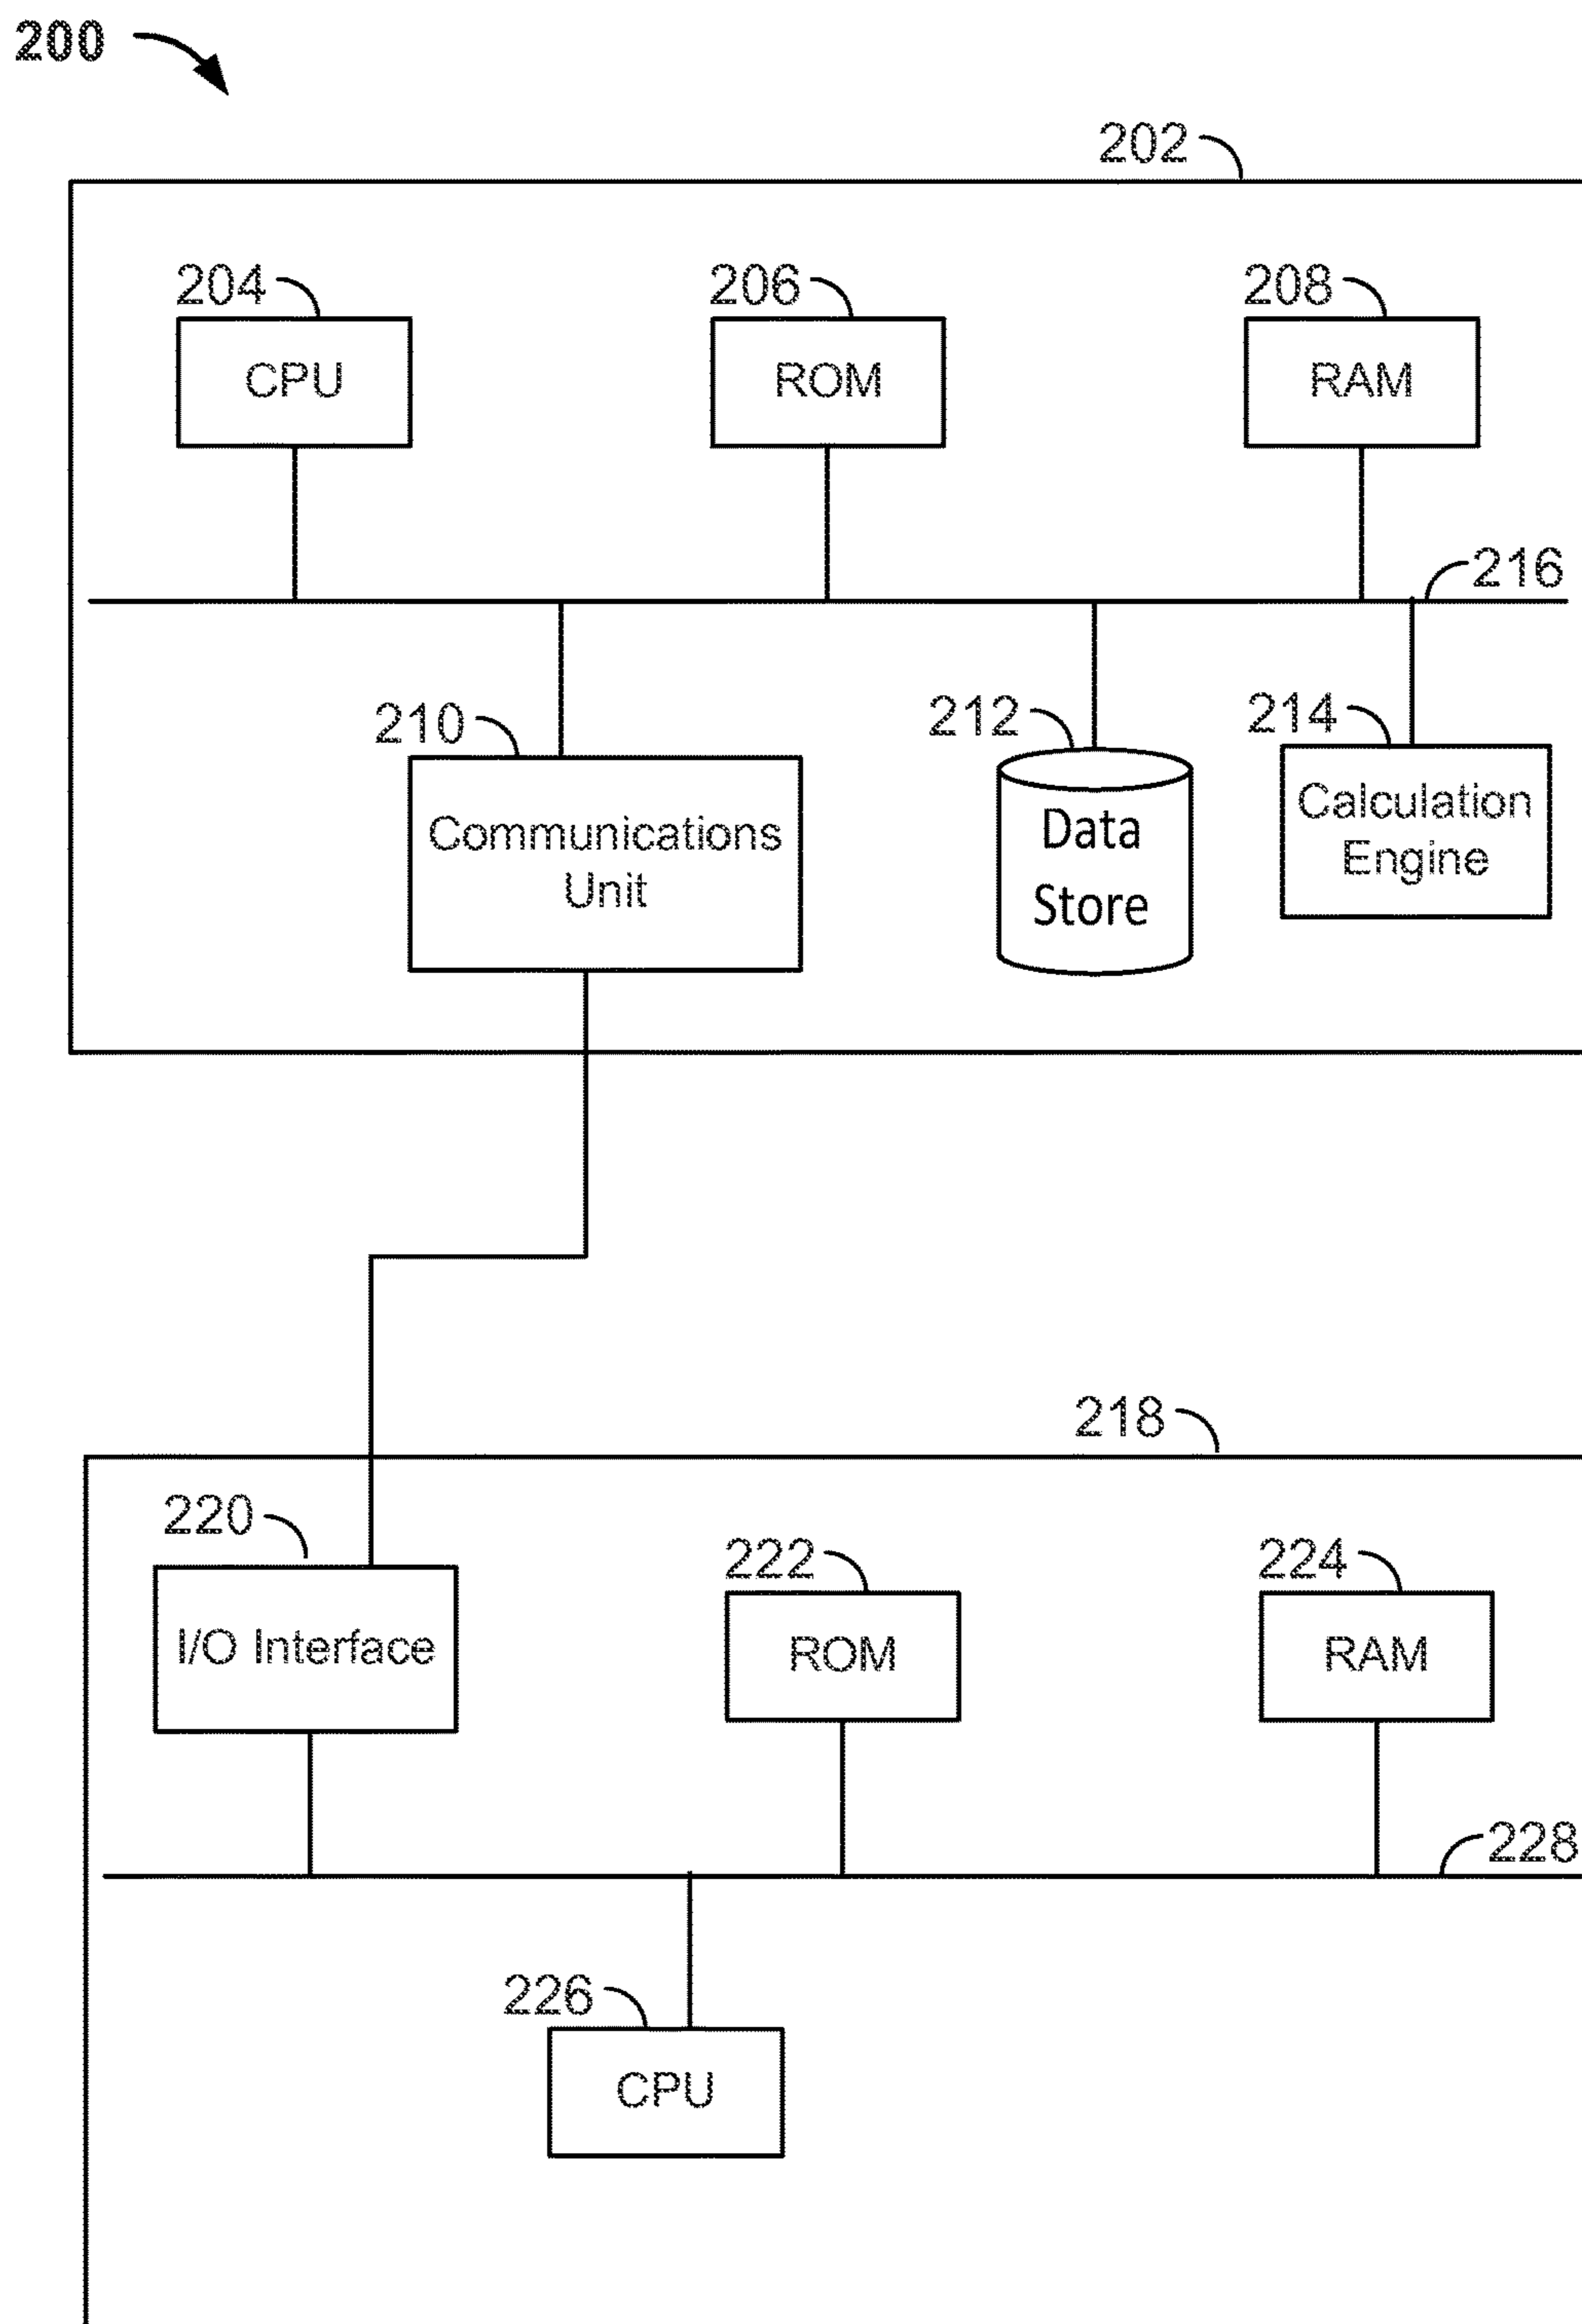 200
202
204
206
208
CPU
ROM
RAM
216
210
212
214
Communications
Unit
Data
Store
Calculation
Engine
218
220
222
224
I/O Interface
ROM
RAM
228
226
CPU